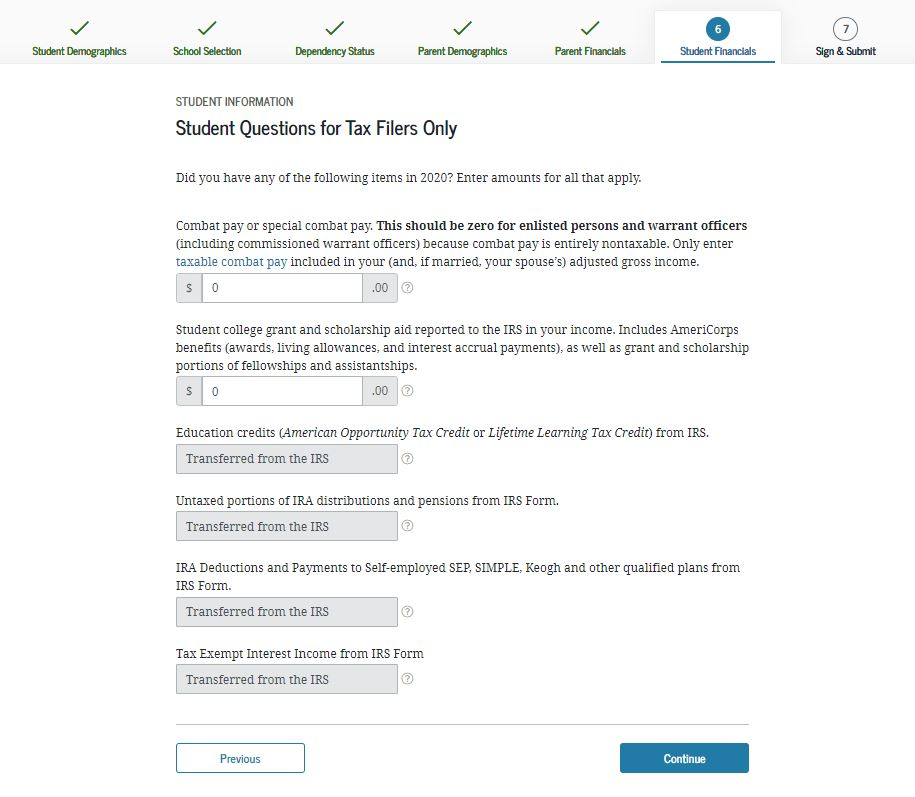 6
7
Student Demographics
School Selection
Dependency Status
Parent Demographics
Parent Financials
Student Financials
Sign & Submit
STUDENT INFORMATION
Student Questions for Tax Filers Only
Did you have any of the following items in 2020? Enter amounts for all that apply.
Combat pay or special combat pay. This should be zero for enlisted persons and warrant officers
(including commissioned warrant officers) because combat pay is entirely nontaxable. Only enter
taxable combat pay included in your (and, if married, your spouse's) adjusted gross income.
$ 0 .00 ?
Student college grant and scholarship aid reported to the IRS in your income. Includes AmeriCorps
benefits (awards, living allowances, and interest accrual payments), as well as grant and scholarship
portions of fellowships and assistantships.
$ 0 .00 ?
Education credits (American Opportunity Tax Credit or Lifetime Learning Tax Credit) from IRS.
Transferred from the IRS ?
Untaxed portions of IRA distributions and pensions from IRS Form.
Transferred from the IRS ?
IRA Deductions and Payments to Self-employed SEP, SIMPLE, Keogh and other qualified plans from
IRS Form.
Transferred from the IRS ?
Tax Exempt Interest Income from IRS Form
Transferred from the IRS ?
Previous
Continue